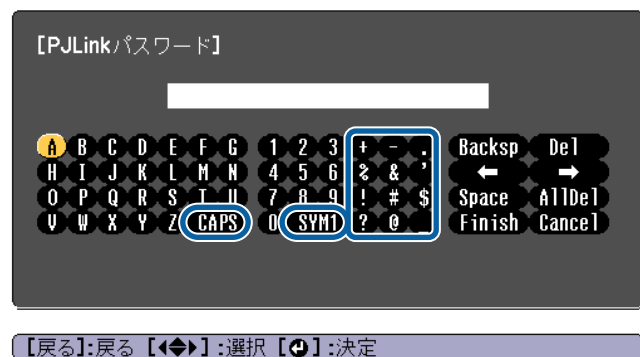 [PJLinkパスワード]
A B C D E F G 1 2 3 + - . Backsp Del
H I J K L M N 4 5 6 % & ' ← →
O P Q R S T U 7 8 9 ! # $ Space AllDel
V W X Y Z CAPS 0 SYM1 ? @ _ Finish Cancel
[戻る]:戻る [◆]:選択 [⏎]:決定